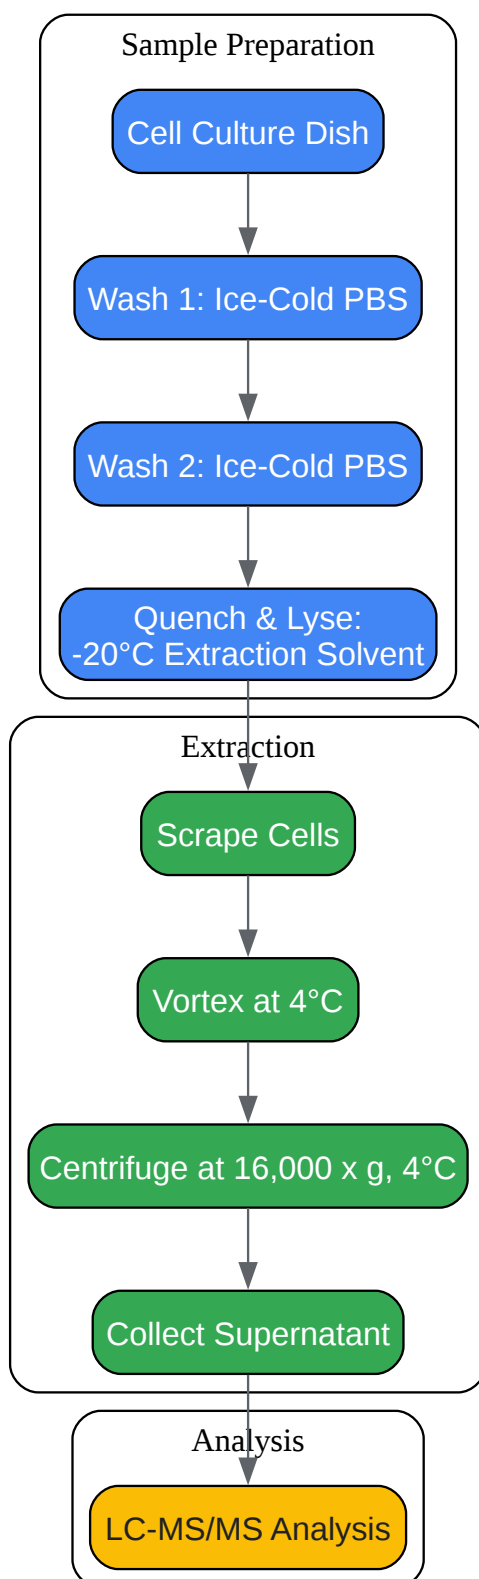 Sample Preparation
Cell Culture Dish
Wash 1: Ice-Cold PBS
Wash 2: Ice-Cold PBS
Quench & Lyse:
-20°C Extraction Solvent
Extraction
Scrape Cells
Vortex at 4°C
Centrifuge at 16,000 x g, 4°C
Collect Supernatant
Analysis
LC-MS/MS Analysis